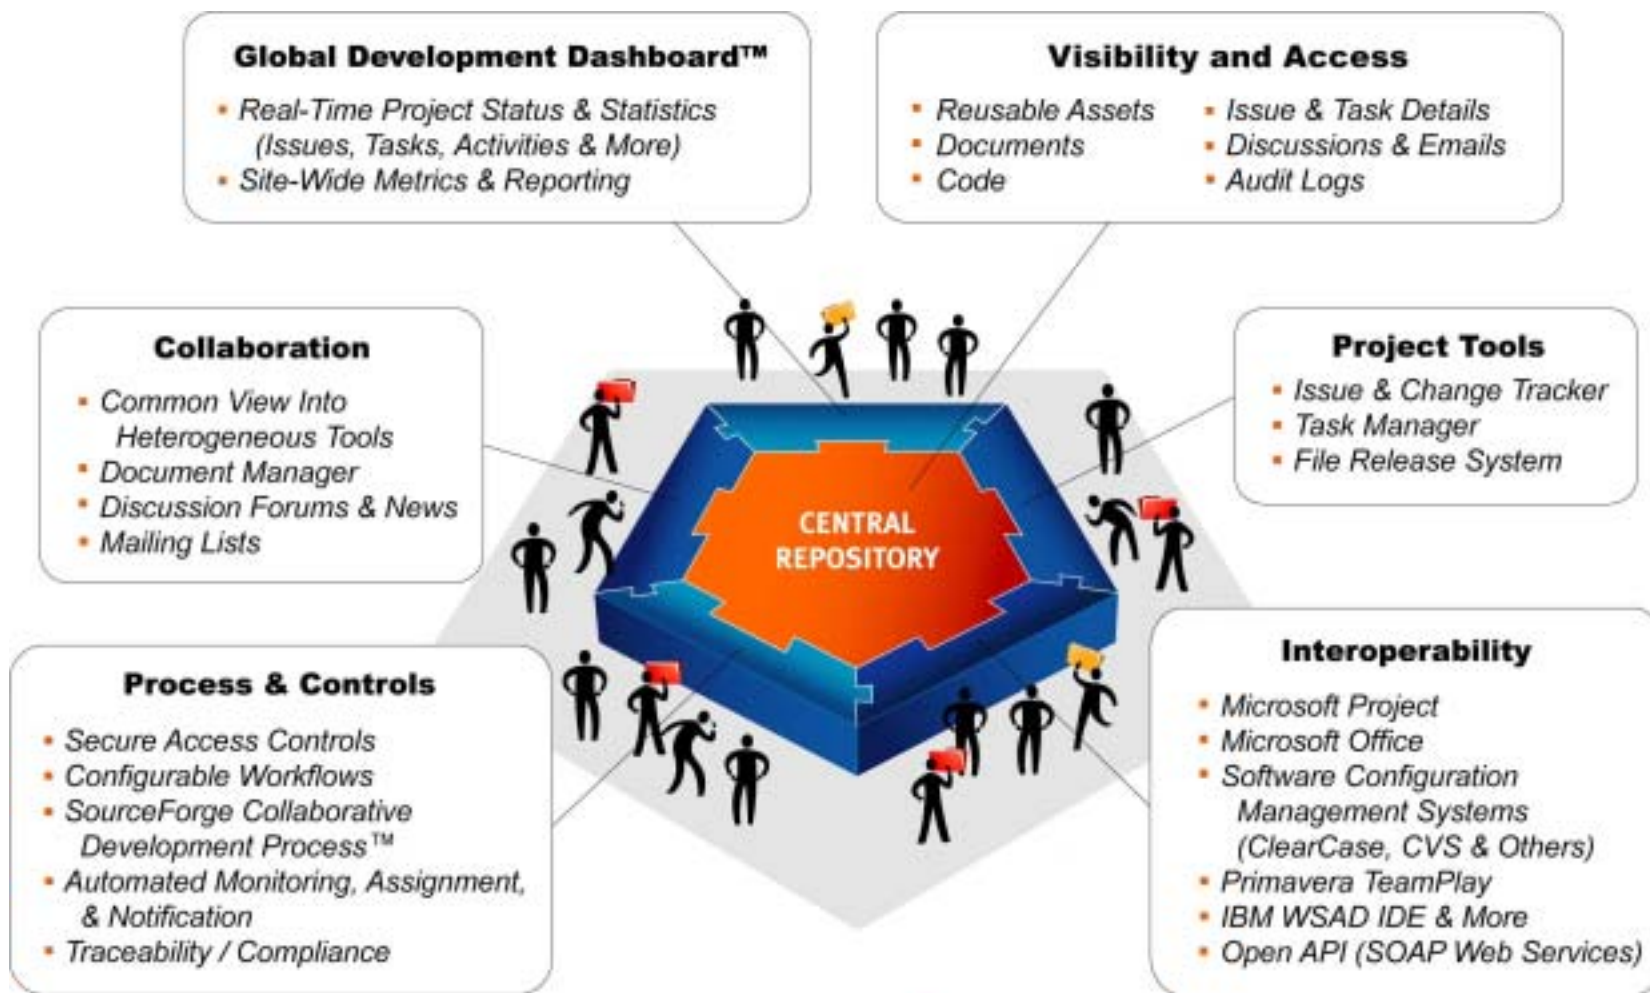 Global Development Dashboard™
Real-Time Project Status & Statistics
(Issues, Tasks, Activities & More)
Site-Wide Metrics & Reporting
Visibility and Access
Reusable Assets
Documents
Code
Issue & Task Details
Discussions & Emails
Audit Logs
Collaboration
Common View Into
Heterogeneous Tools
Document Manager
Discussion Forums & News
Mailing Lists
Project Tools
Issue & Change Tracker
Task Manager
File Release System
CENTRAL
REPOSITORY
Process & Controls
Secure Access Controls
Configurable Workflows
SourceForge Collaborative
Development Process™
Automated Monitoring, Assignment,
& Notification
Traceability / Compliance
Interoperability
Microsoft Project
Microsoft Office
Software Configuration
Management Systems
(ClearCase, CVS & Others)
Primavera TeamPlay
IBM WSAD IDE & More
Open API (SOAP Web Services)